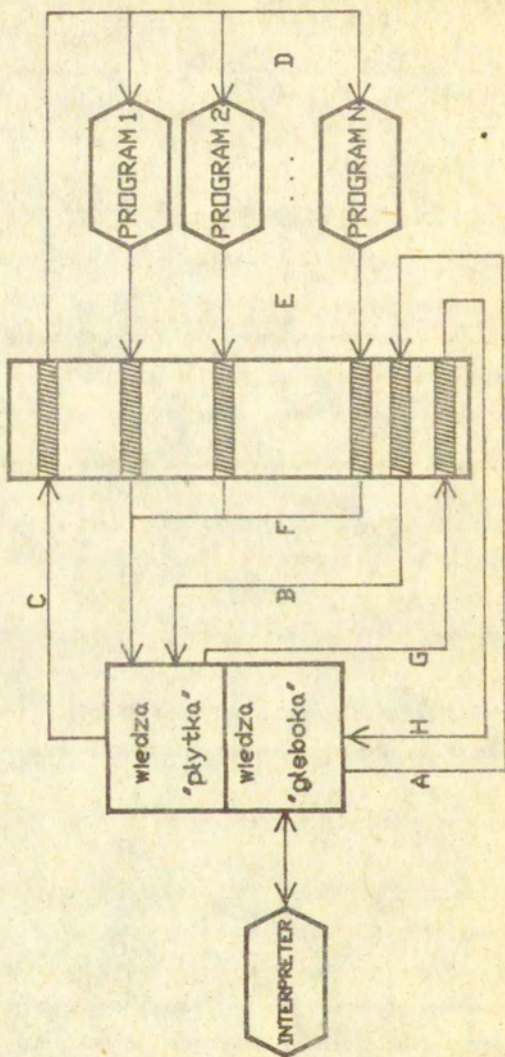 PROGRAM 1
PROGRAM 2
. . . .
PROGRAM N
D
E
C
F
B
G
H
A
wiedza
"płytka"
wiedza
"głęboka"
INTERPRETER